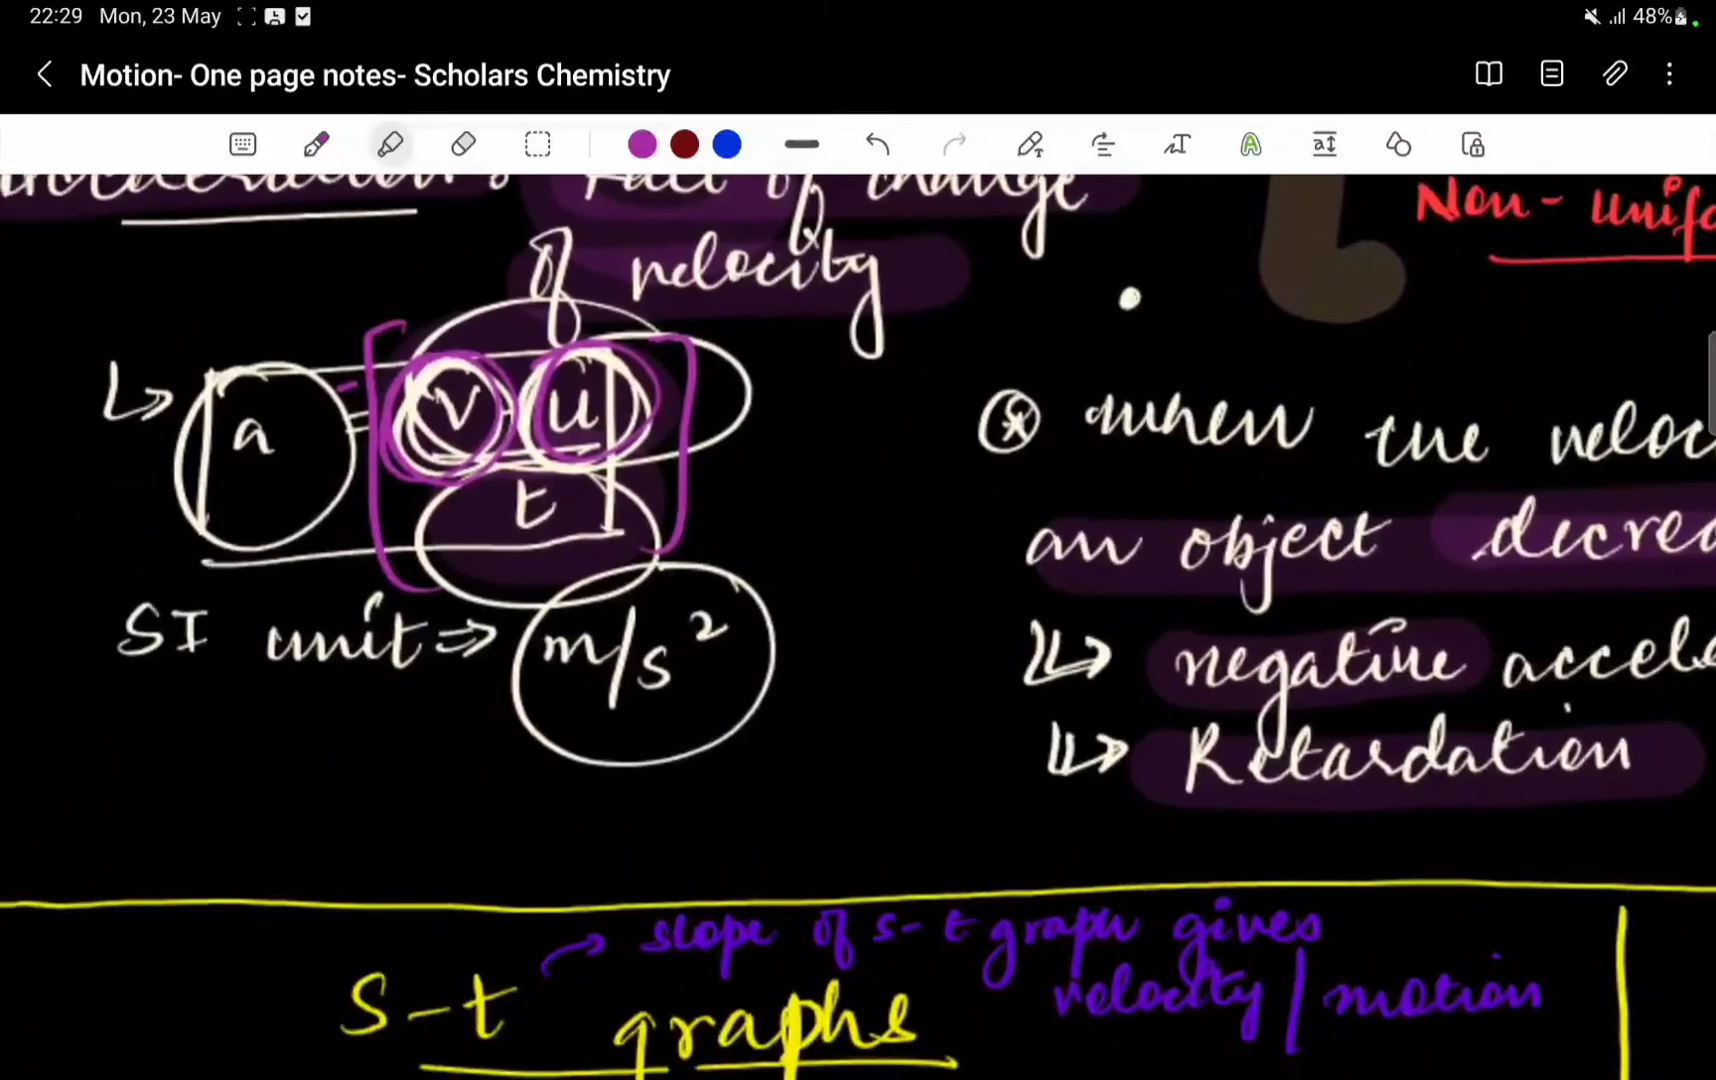 22:29 Mon, 23 May
48%
Motion- One page notes- Scholars Chemistry
rate of change
of velocity
Non- unifo
a = v - u
t
SI unit ⇒ m/s²
when the veloc
an object decrea
negative accele
Retardation
slope of s-t graph gives
velocity / motion
S-t graphs